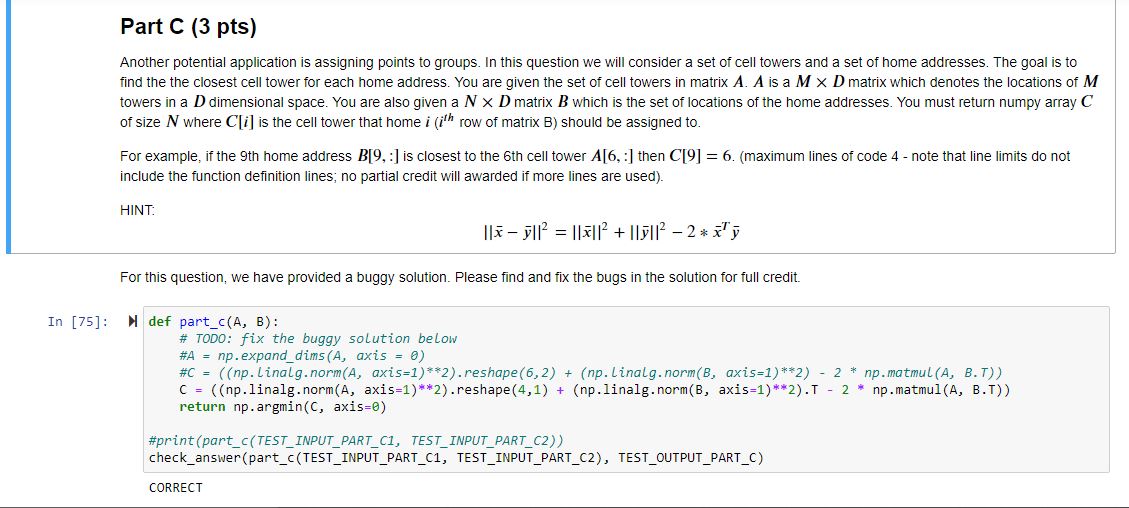 Part C (3 pts)
Another potential application is assigning points to groups. In this question we will consider a set of cell towers and a set of home addresses. The goal is to
find the the closest cell tower for each home address. You are given the set of cell towers in matrix A. A is a M × D matrix which denotes the locations of M
towers in a D dimensional space. You are also given a N × D matrix B which is the set of locations of the home addresses. You must return numpy array C
of size N where C[i] is the cell tower that home i (i^th row of matrix B) should be assigned to.
For example, if the 9th home address B[9, :] is closest to the 6th cell tower A[6, :] then C[9] = 6. (maximum lines of code 4 - note that line limits do not
include the function definition lines; no partial credit will awarded if more lines are used).
HINT:
||x̄ − ȳ||² = ||x̄||² + ||ȳ||² − 2 ∗ x̄ᵀȳ
For this question, we have provided a buggy solution. Please find and fix the bugs in the solution for full credit.
In [75]:
def part_c(A, B):
    # TODO: fix the buggy solution below
    #A = np.expand_dims(A, axis = 0)
    #C = ((np.linalg.norm(A, axis=1)**2).reshape(6,2) + (np.linalg.norm(B, axis=1)**2) - 2 * np.matmul(A, B.T))
    C = ((np.linalg.norm(A, axis=1)**2).reshape(4,1) + (np.linalg.norm(B, axis=1)**2).T - 2 * np.matmul(A, B.T))
    return np.argmin(C, axis=0)
#print(part_c(TEST_INPUT_PART_C1, TEST_INPUT_PART_C2))
check_answer(part_c(TEST_INPUT_PART_C1, TEST_INPUT_PART_C2), TEST_OUTPUT_PART_C)
CORRECT